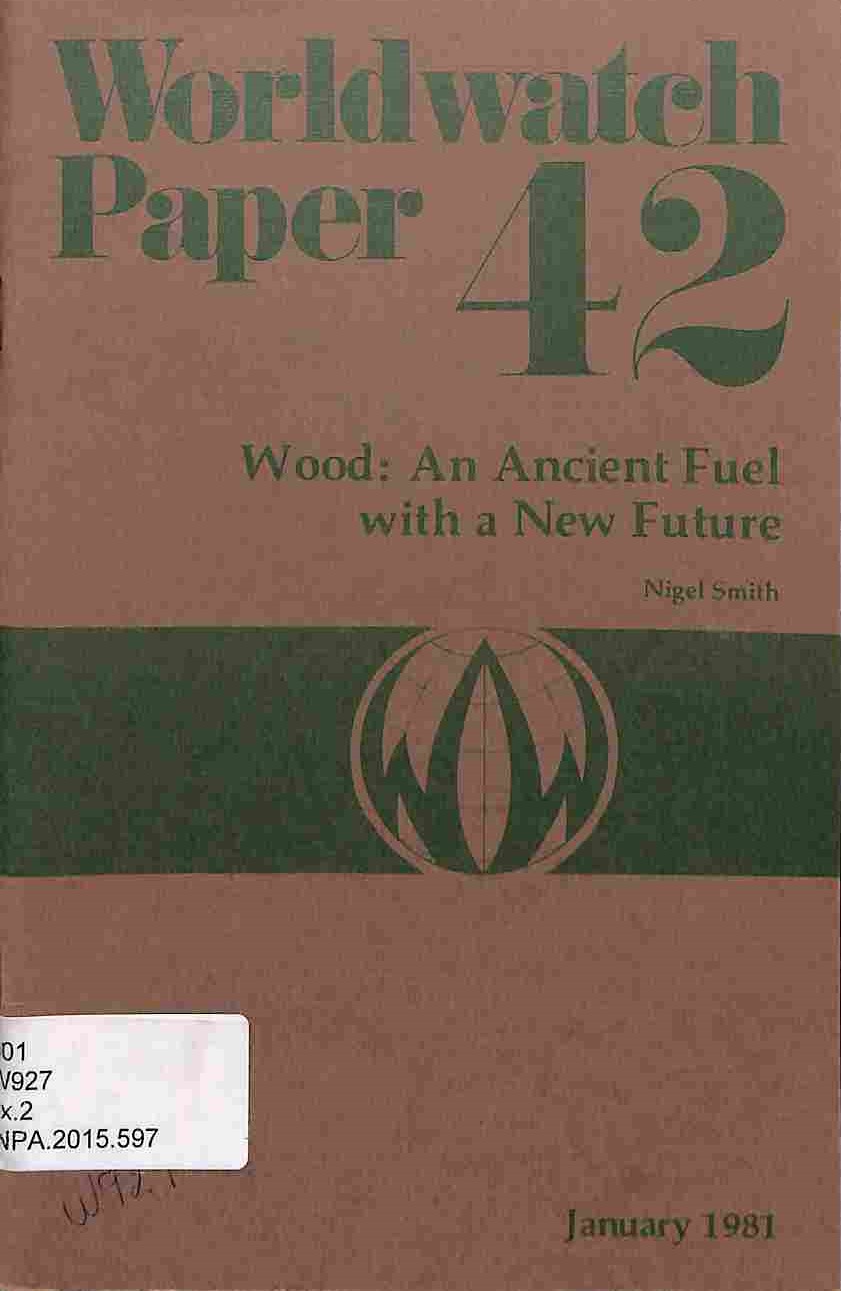 Worldwatch
Paper 42
Wood: An Ancient Fuel
with a New Future
Nigel Smith
01
W927
x.2
NPA.2015.597
January 1981